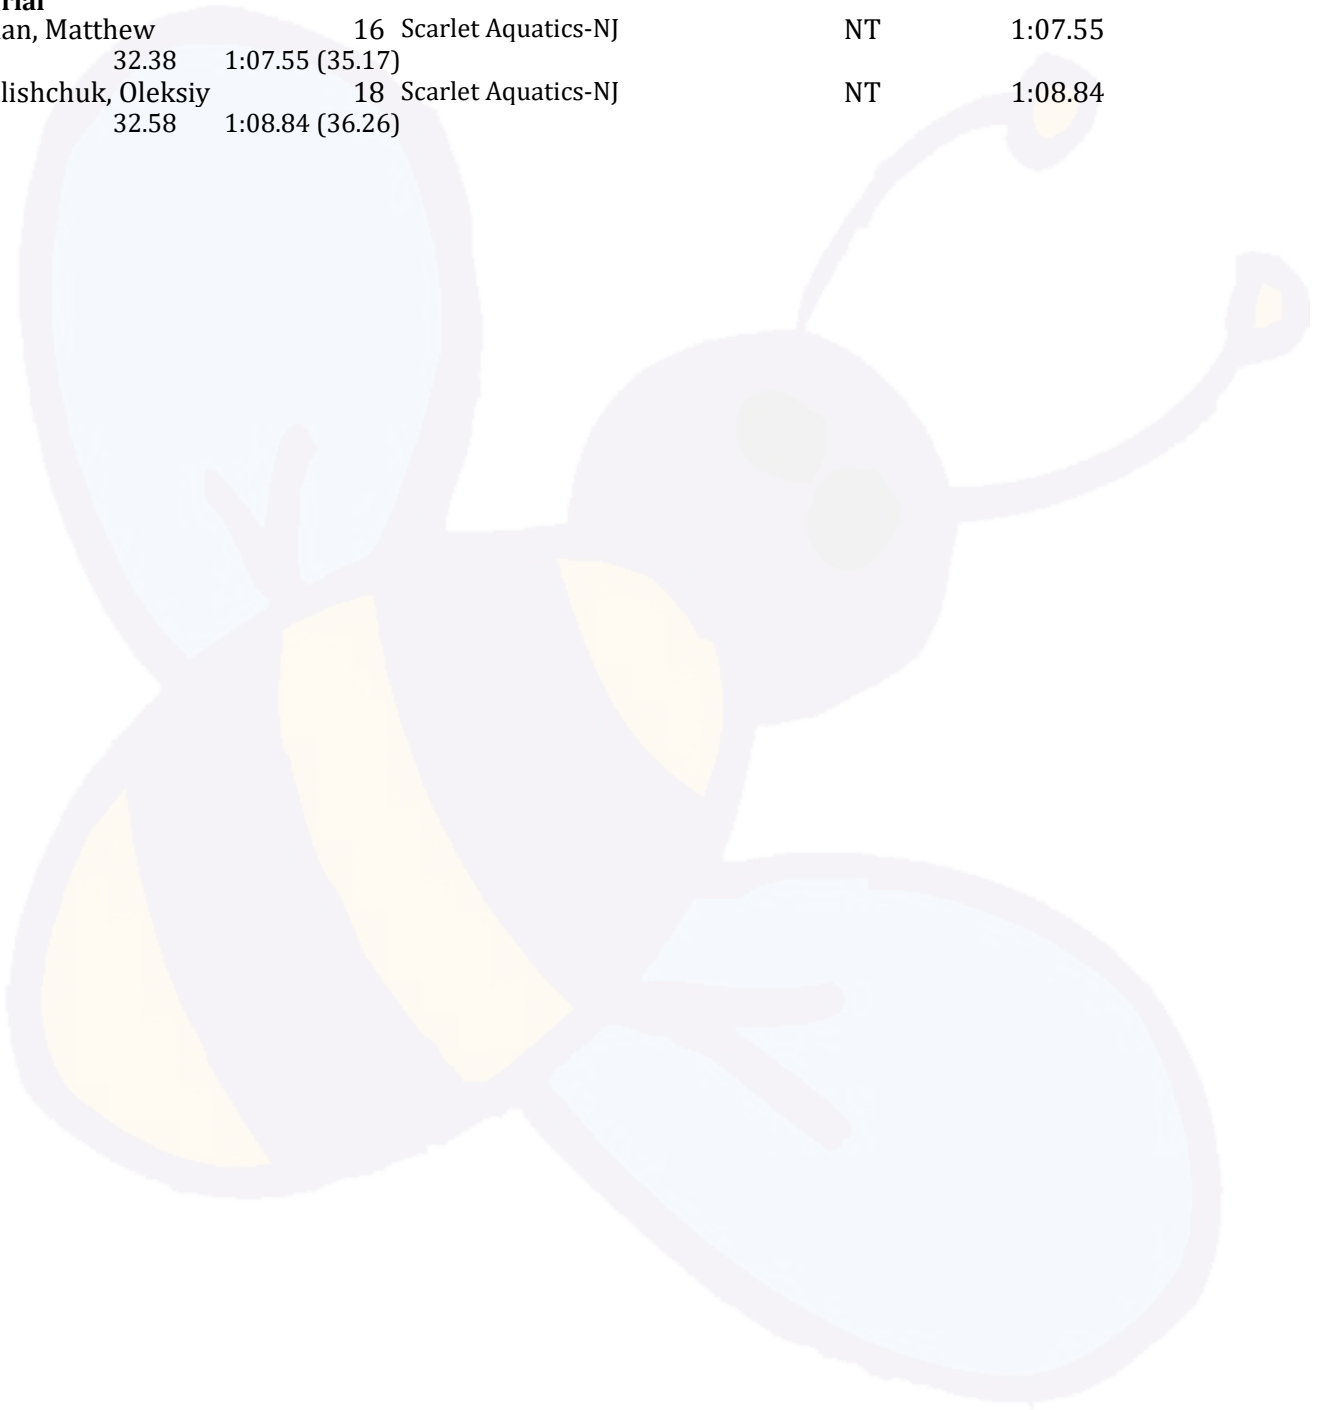 rial
an, Matthew 16 Scarlet Aquatics-NJ NT 1:07.55
32.38 1:07.55 (35.17)
lishchuk, Oleksiy 18 Scarlet Aquatics-NJ NT 1:08.84
32.58 1:08.84 (36.26)